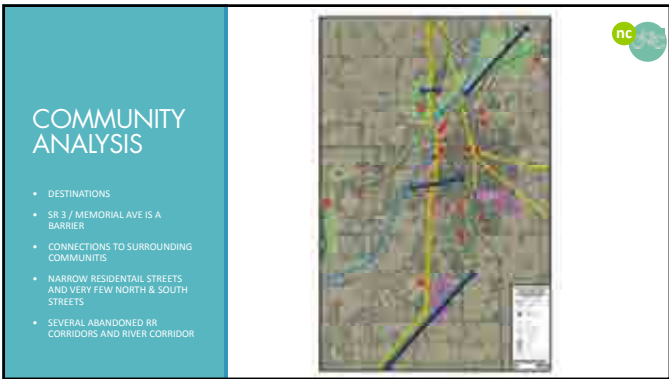 COMMUNITY
ANALYSIS
• DESTINATIONS
• SR 3 / MEMORIAL AVE IS A
BARRIER
• CONNECTIONS TO SURROUNDING
COMMUNITIS
• NARROW RESIDENTAIL STREETS
AND VERY FEW NORTH & SOUTH
STREETS
• SEVERAL ABANDONED RR
CORRIDORS AND RIVER CORRIDOR
nc